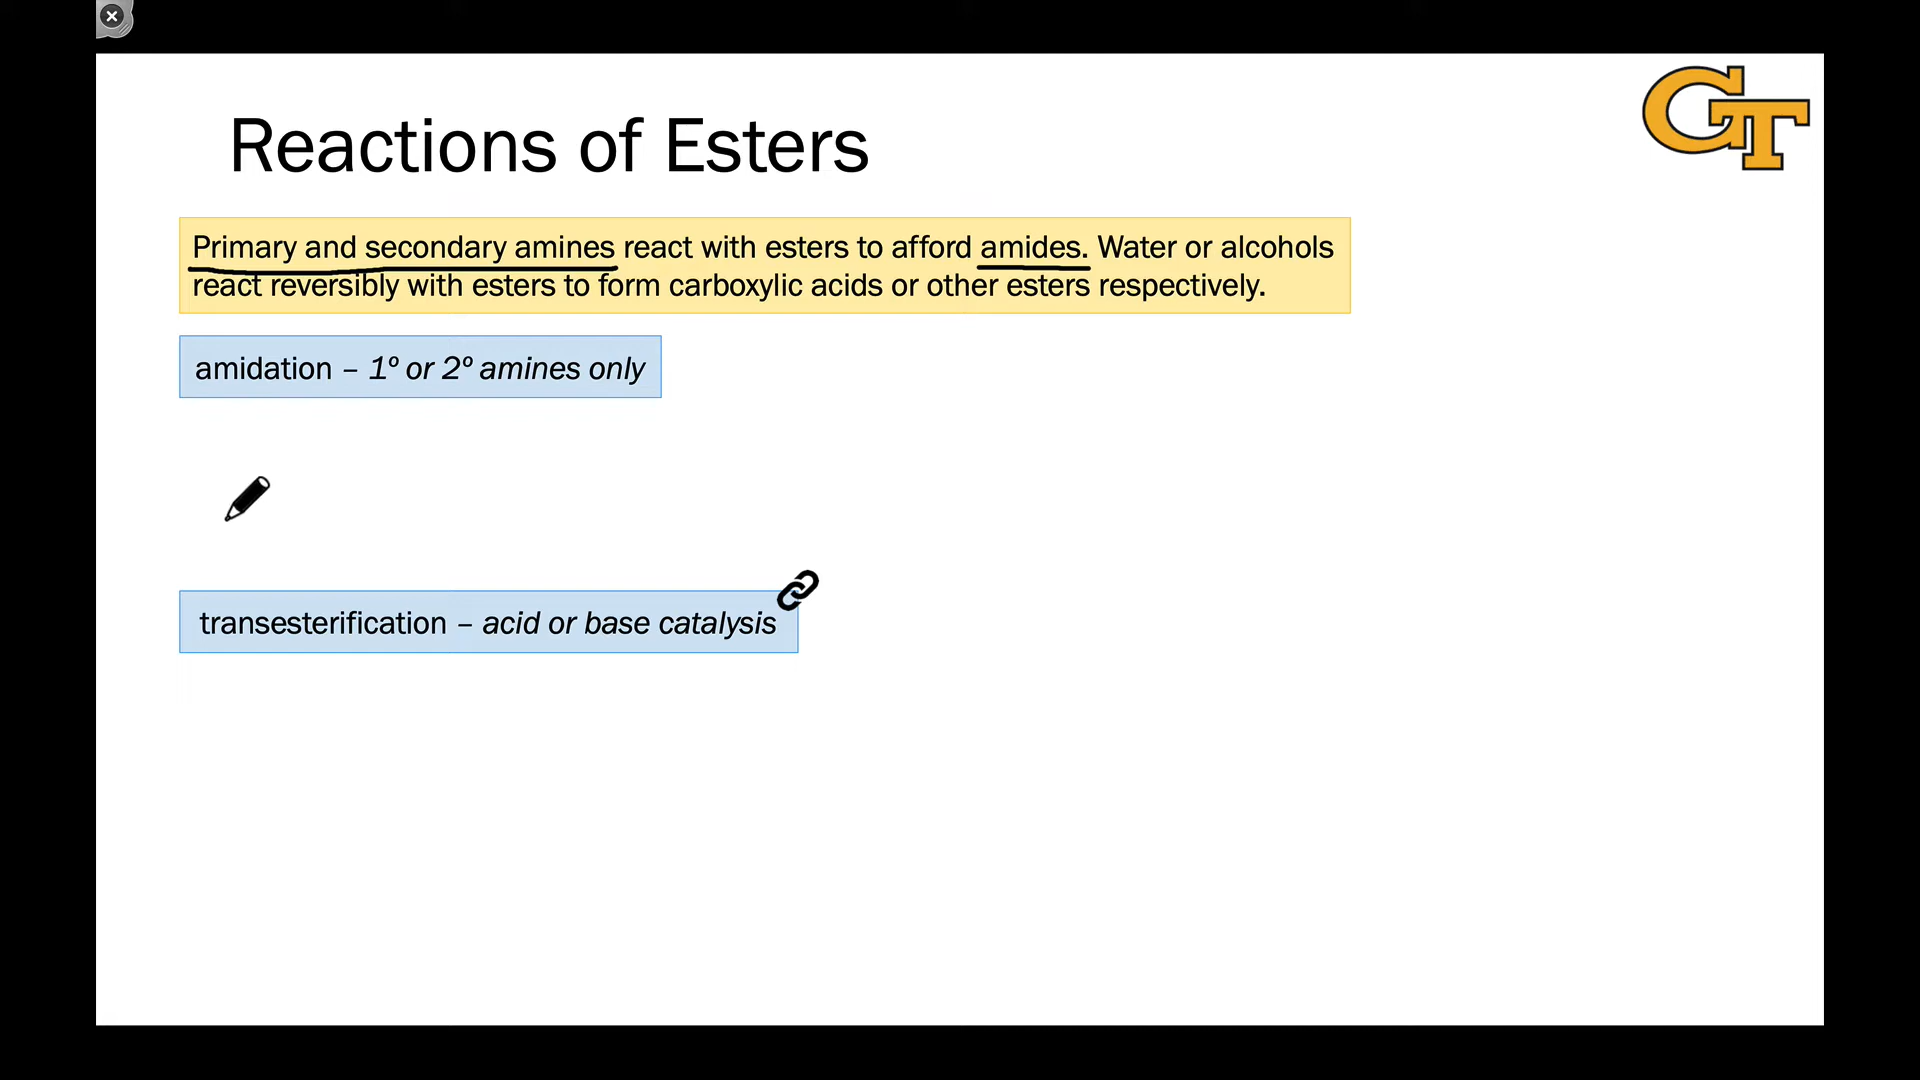 GT
Reactions of Esters
Primary and secondary amines react with esters to afford amides. Water or alcohols
react reversibly with esters to form carboxylic acids or other esters respectively.
amidation – 1º or 2º amines only
transesterification – acid or base catalysis